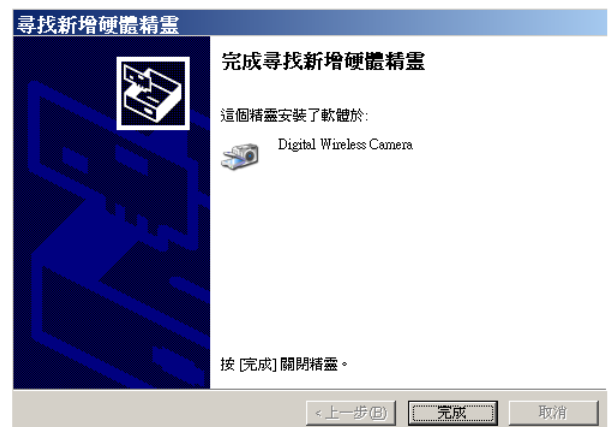 尋找新增硬體精靈
完成尋找新增硬體精靈
這個精靈安裝了軟體於:
Digital Wireless Camera
按 [完成] 關閉精靈。
< 上一步(B)
完成
取消